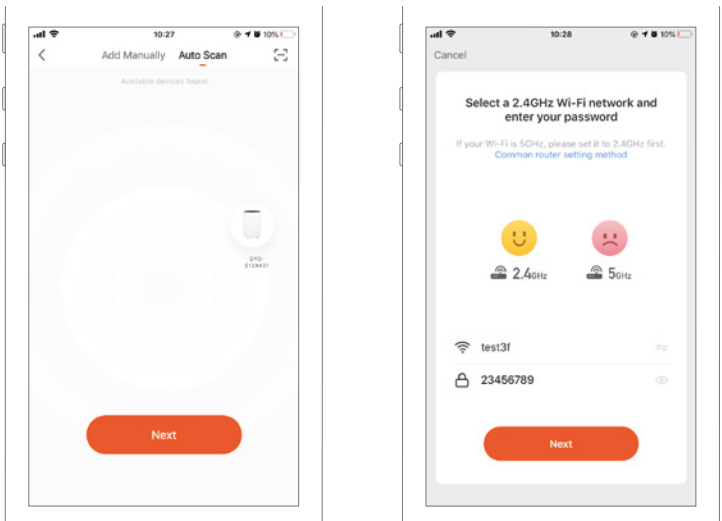 10:27
10%
Add Manually Auto Scan
Available devices found
Next
10:28
10%
Cancel
Select a 2.4GHz Wi-Fi network and
enter your password
If your Wi-Fi is 5GHz, please set it to 2.4GHz first.
Common router setting method
2.4GHz
5GHz
test3f
23456789
Next